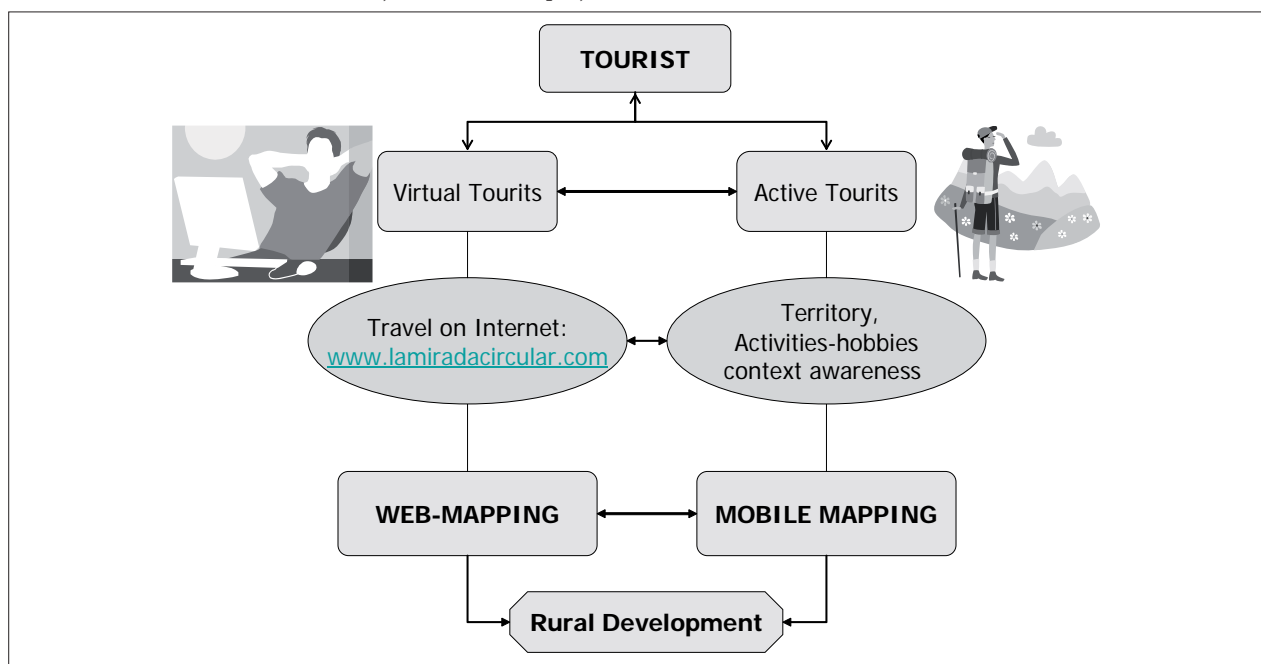 TOURIST
Virtual Tourits
Active Tourits
Travel on Internet:
www.lamiradacircular.com
Territory,
Activities-hobbies
context awareness
WEB-MAPPING
MOBILE MAPPING
Rural Development